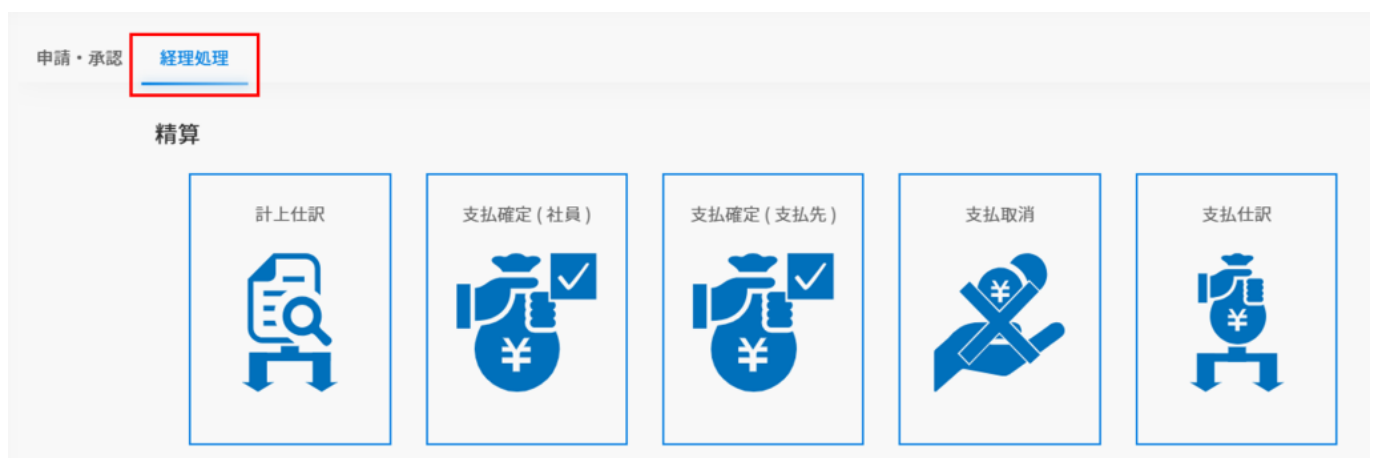 申請・承認 経理処理
精算
計上仕訳 支払確定 ( 社員 ) 支払確定 ( 支払先 ) 支払取消 支払仕訳
¥ ¥ ¥ ¥